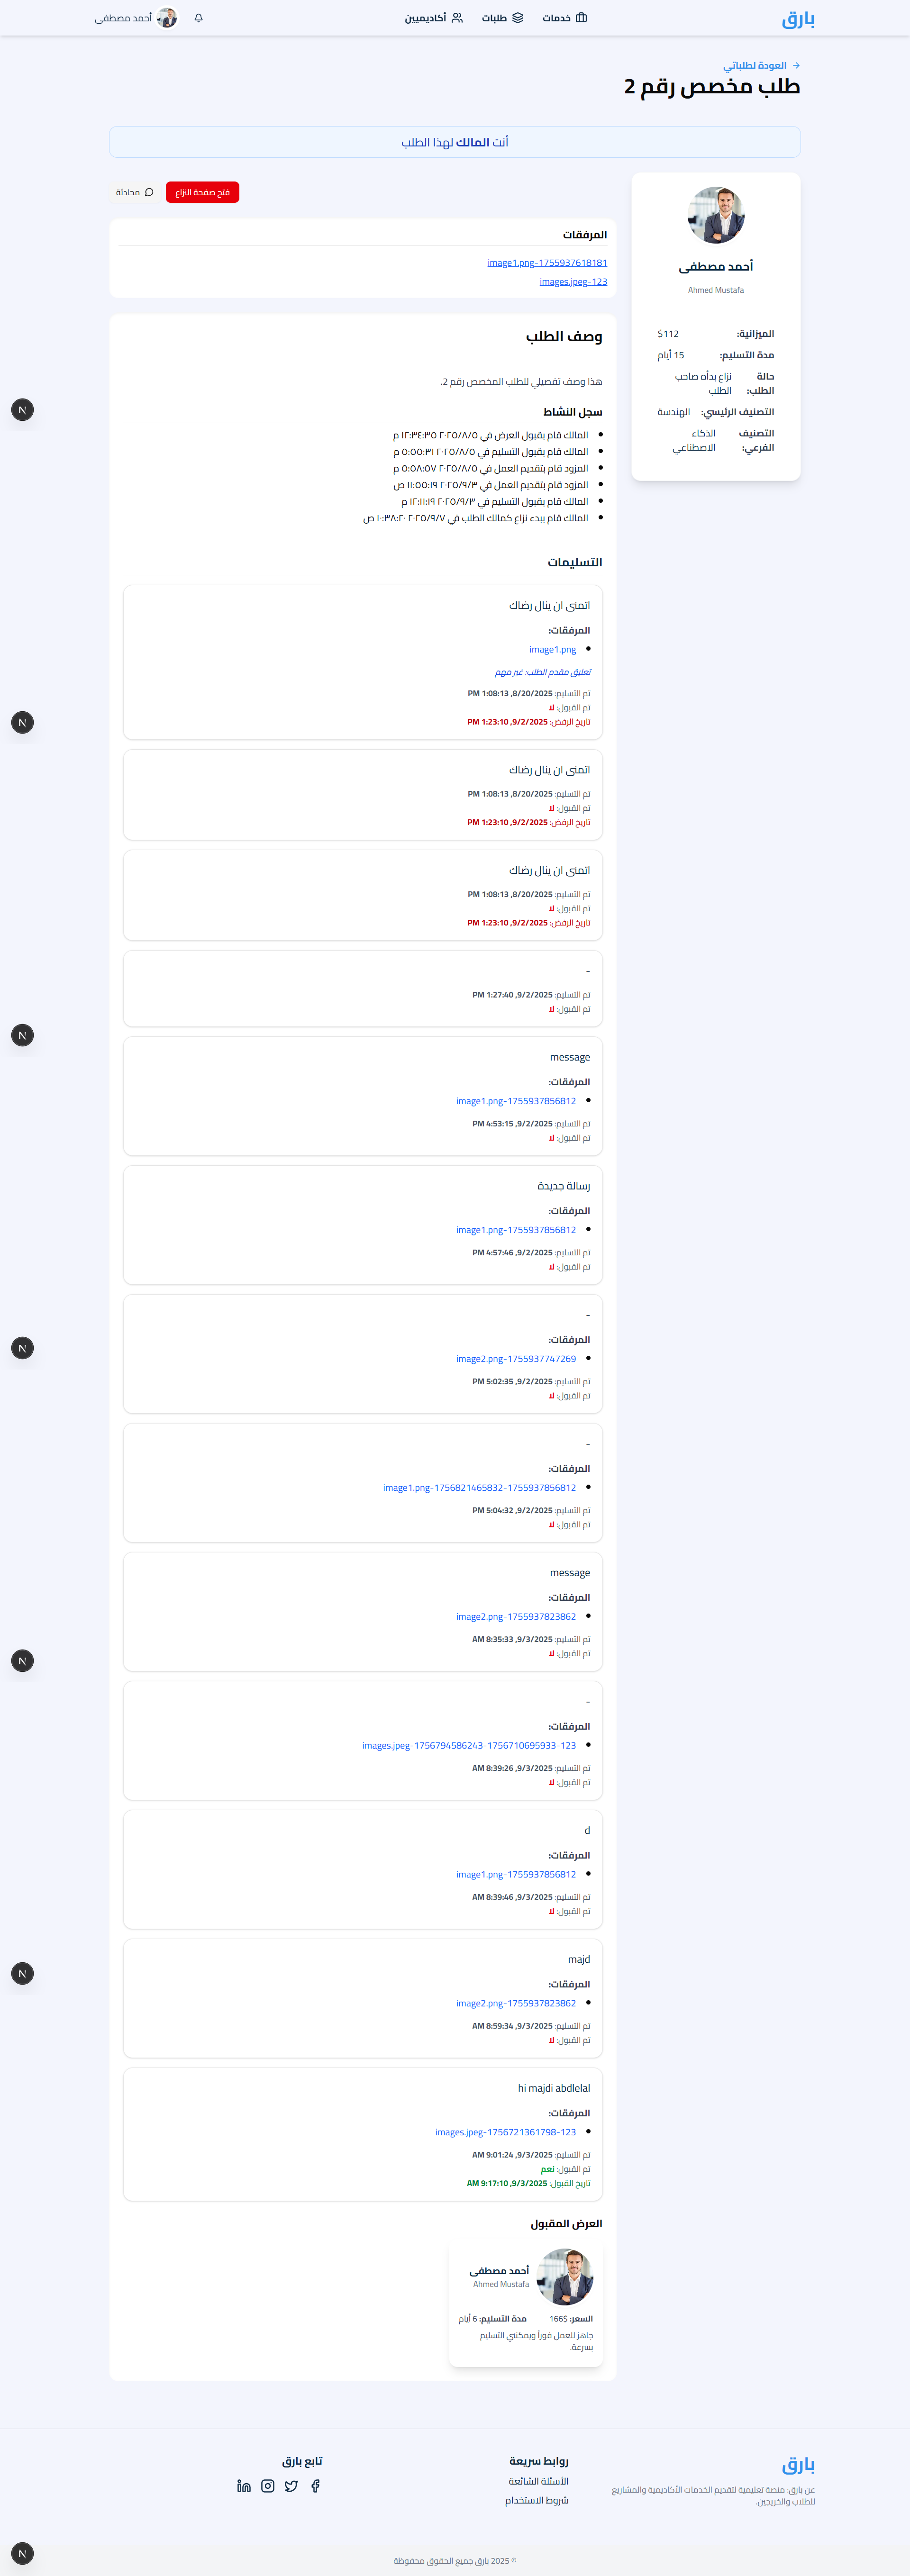 بارق
خدمات
طلبات
أكاديميين
أحمد مصطفى
العودة لطلباتي
طلب مخصص رقم 2
أنت المالك لهذا الطلب
أحمد مصطفى
Ahmed Mustafa
الميزانية: $112
مدة التسليم: 15 أيام
حالة الطلب: نزاع بدأه صاحب الطلب
التصنيف الرئيسي: الهندسة
التصنيف الفرعي: الذكاء الاصطناعي
فتح صفحة النزاع
محادثة
المرفقات
image1.png-1755937618181
images.jpeg-123
وصف الطلب
هذا وصف تفصيلي للطلب المخصص رقم 2.
سجل النشاط
المالك قام بقبول العرض في ٢٠٢٥/٨/٥ ١٢:٣٤:٣٥ م
المالك قام بقبول التسليم في ٢٠٢٥/٨/٥ ٥:٥٥:٣١ م
المزود قام بتقديم العمل في ٢٠٢٥/٨/٥ ٥:٥٨:٥٧ م
المزود قام بتقديم العمل في ٢٠٢٥/٩/٣ ١١:٥٥:١٩ ص
المالك قام بقبول التسليم في ٢٠٢٥/٩/٣ ١٢:١١:١٩ م
المالك قام ببدء نزاع كمالك الطلب في ٢٠٢٥/٩/٧ ١٠:٣٨:٢٠ ص
التسليمات
اتمنى ان ينال رضاك
المرفقات:
image1.png
تعليق مقدم الطلب: غير مهم
تم التسليم: 8/20/2025, 1:08:13 PM
تم القبول: لا
تاريخ الرفض: 9/2/2025, 1:23:10 PM
اتمنى ان ينال رضاك
تم التسليم: 8/20/2025, 1:08:13 PM
تم القبول: لا
تاريخ الرفض: 9/2/2025, 1:23:10 PM
اتمنى ان ينال رضاك
تم التسليم: 8/20/2025, 1:08:13 PM
تم القبول: لا
تاريخ الرفض: 9/2/2025, 1:23:10 PM
-
تم التسليم: 9/2/2025, 1:27:40 PM
تم القبول: لا
message
المرفقات:
image1.png-1755937856812
تم التسليم: 9/2/2025, 4:53:15 PM
تم القبول: لا
رسالة جديدة
المرفقات:
image1.png-1755937856812
تم التسليم: 9/2/2025, 4:57:46 PM
تم القبول: لا
-
المرفقات:
image2.png-1755937747269
تم التسليم: 9/2/2025, 5:02:35 PM
تم القبول: لا
-
المرفقات:
image1.png-1756821465832-1755937856812
تم التسليم: 9/2/2025, 5:04:32 PM
تم القبول: لا
message
المرفقات:
image2.png-1755937823862
تم التسليم: 9/3/2025, 8:35:33 AM
تم القبول: لا
-
المرفقات:
images.jpeg-1756794586243-1756710695933-123
تم التسليم: 9/3/2025, 8:39:26 AM
تم القبول: لا
d
المرفقات:
image1.png-1755937856812
تم التسليم: 9/3/2025, 8:39:46 AM
تم القبول: لا
majd
المرفقات:
image2.png-1755937823862
تم التسليم: 9/3/2025, 8:59:34 AM
تم القبول: لا
hi majdi abdlelal
المرفقات:
images.jpeg-1756721361798-123
تم التسليم: 9/3/2025, 9:01:24 AM
تم القبول: نعم
تاريخ القبول: 9/3/2025, 9:17:10 AM
العرض المقبول
أحمد مصطفى
Ahmed Mustafa
السعر: $166 مدة التسليم: 6 أيام
جاهز للعمل فوراً ويمكنني التسليم
بسرعة.
بارق
عن بارق: منصة تعليمية لتقديم الخدمات الأكاديمية والمشاريع
للطلاب والخريجين.
روابط سريعة
الأسئلة الشائعة
شروط الاستخدام
تابع بارق
© 2025 بارق جميع الحقوق محفوظة
N
N
N
N
N
N
N